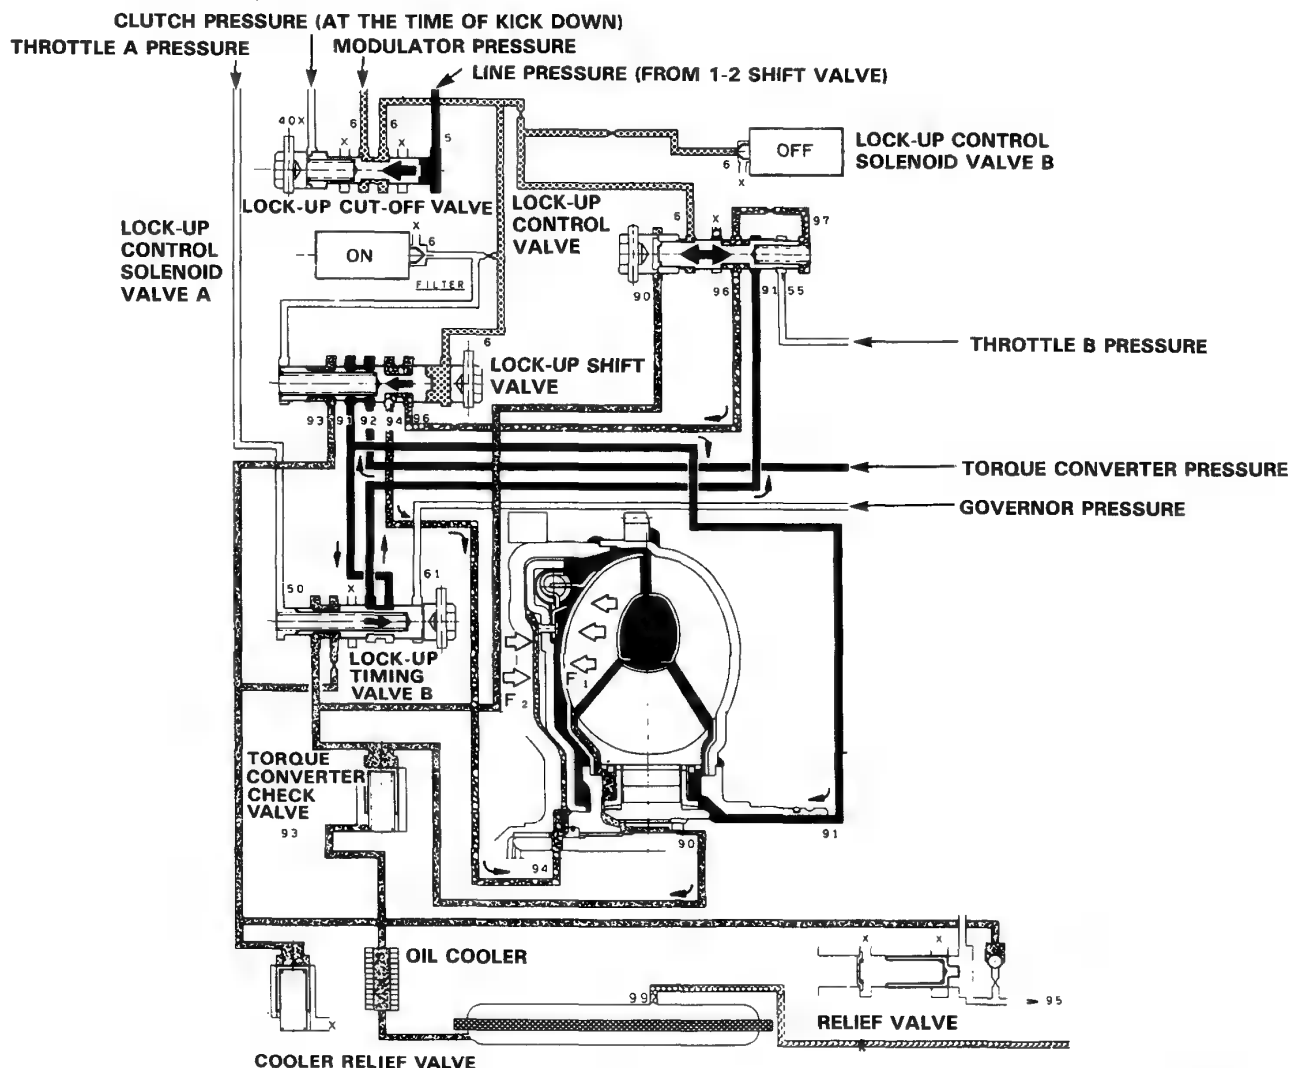 CLUTCH PRESSURE (AT THE TIME OF KICK DOWN)
THROTTLE A PRESSURE
MODULATOR PRESSURE
LINE PRESSURE (FROM 1-2 SHIFT VALVE)
40X
6
6
X
X
5
LOCK-UP CUT-OFF VALVE
OFF
6
X
LOCK-UP CONTROL
SOLENOID VALVE B
LOCK-UP
CONTROL
VALVE
6
X
97
90
96
91
55
LOCK-UP
CONTROL
SOLENOID
VALVE A
ON
X
6
FILTER
THROTTLE B PRESSURE
6
LOCK-UP SHIFT
VALVE
93
91
92
94
96
TORQUE CONVERTER PRESSURE
GOVERNOR PRESSURE
50
X
61
LOCK-UP
TIMING
VALVE B
F1
F2
TORQUE
CONVERTER
CHECK
VALVE
93
94
90
91
OIL COOLER
X
COOLER RELIEF VALVE
99
X
X
95
RELIEF VALVE